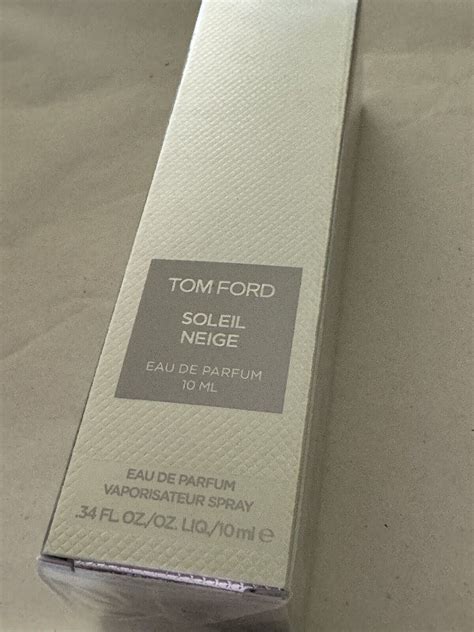 TOM FORD
SOLEIL
NEIGE
EAU DE PARFUM
10 ML
EAU DE PARFUM
VAPORISATEUR SPRAY
.34 FL. OZ./OZ. LIQ./10 ml ℮